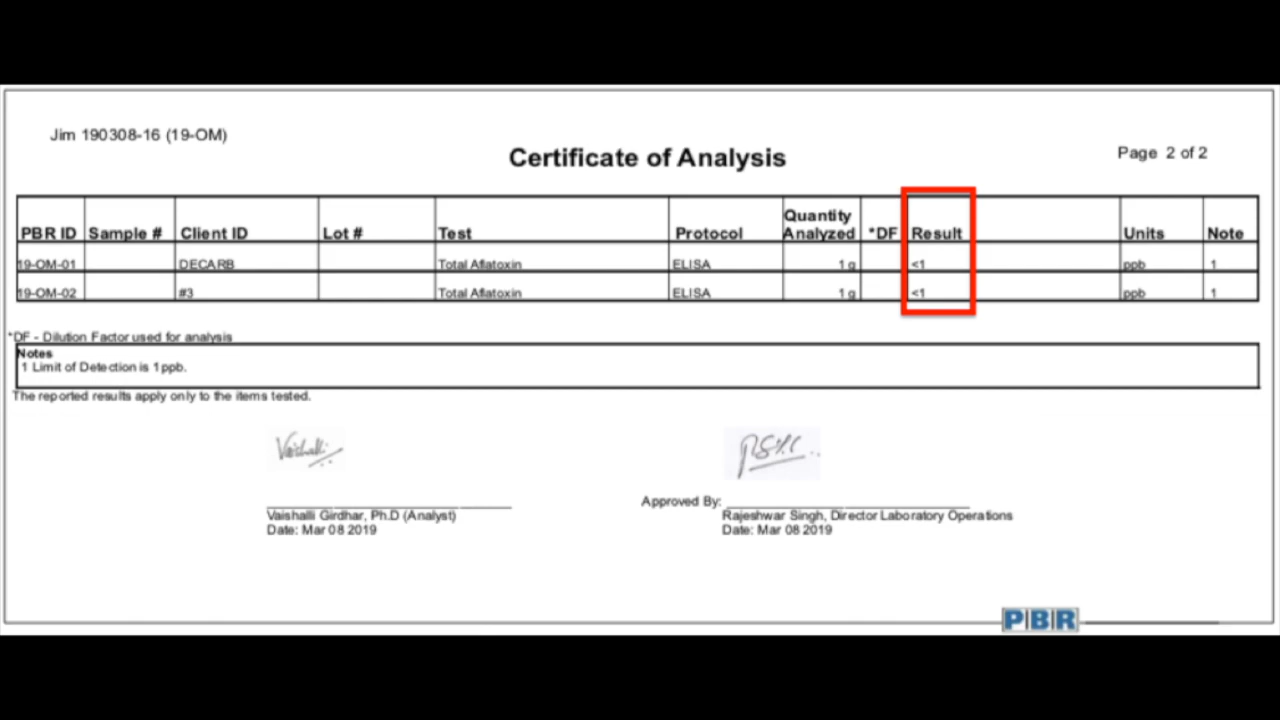 Jim 190308-16 (19-OM)
Certificate of Analysis
Page 2 of 2
PBR ID Sample # Client ID Lot # Test Protocol Quantity Analyzed *DF Result Units Note
19-OM-01 DECARB Total Aflatoxin ELISA 1 g <1 ppb 1
19-OM-02 #3 Total Aflatoxin ELISA 1 g <1 ppb 1
*DF - Dilution Factor used for analysis
Notes
1 Limit of Detection is 1ppb.
The reported results apply only to the items tested.
Vaishalli
Approved By:
Vaishalli Girdhar, Ph.D (Analyst)
Rajeshwar Singh, Director Laboratory Operations
Date: Mar 08 2019
Date: Mar 08 2019
PBR